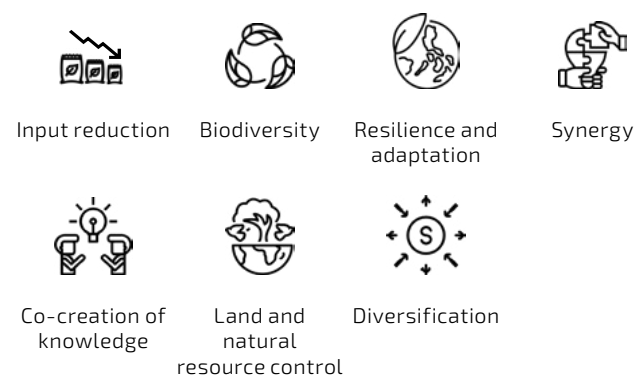 Input reduction
Biodiversity
Resilience and
adaptation
Synergy
S
Co-creation of
knowledge
Land and
natural
resource control
Diversification